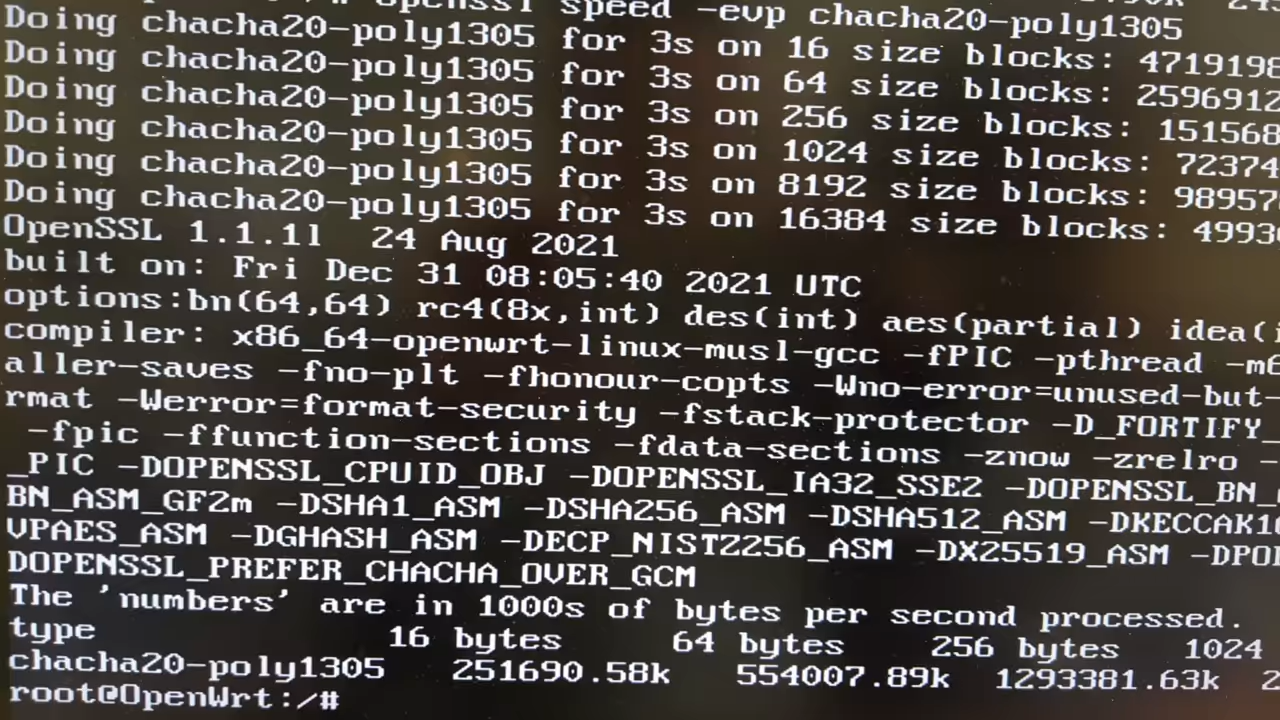 openssl speed -evp chacha20-poly1305
Doing chacha20-poly1305 for 3s on 16 size blocks: 4719198
Doing chacha20-poly1305 for 3s on 64 size blocks: 2596912
Doing chacha20-poly1305 for 3s on 256 size blocks: 151568
Doing chacha20-poly1305 for 3s on 1024 size blocks: 72374
Doing chacha20-poly1305 for 3s on 8192 size blocks: 98957
Doing chacha20-poly1305 for 3s on 16384 size blocks: 4993
OpenSSL 1.1.1l 24 Aug 2021
built on: Fri Dec 31 08:05:40 2021 UTC
options:bn(64,64) rc4(8x,int) des(int) aes(partial) idea(i
compiler: x86_64-openwrt-linux-musl-gcc -fPIC -pthread -m6
aller-saves -fno-plt -fhonour-copts -Wno-error=unused-but-
rmat -Werror=format-security -fstack-protector -D_FORTIFY_
-fpic -ffunction-sections -fdata-sections -znow -zrelro -
_PIC -DOPENSSL_CPUID_OBJ -DOPENSSL_IA32_SSE2 -DOPENSSL_BN_
BN_ASM_GF2m -DSHA1_ASM -DSHA256_ASM -DSHA512_ASM -DKECCAK1
VPAES_ASM -DGHASH_ASM -DECP_NISTZ256_ASM -DX25519_ASM -DPO
DOPENSSL_PREFER_CHACHA_OVER_GCM
The 'numbers' are in 1000s of bytes per second processed.
type 16 bytes 64 bytes 256 bytes 1024
chacha20-poly1305 251690.58k 554007.89k 1293381.63k 2
root@OpenWrt:/#